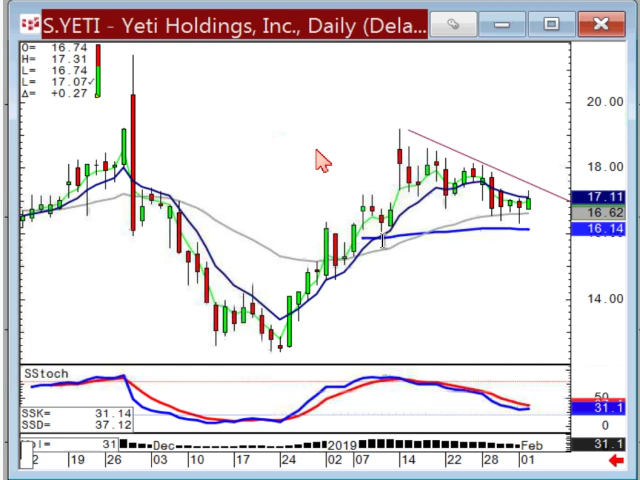 S.YETI - Yeti Holdings, Inc., Daily (Dela...
O= 16.74
H= 17.31
L= 16.74
L= 17.07✓
Δ= +0.27
20.00
18.00
17.11
16.62
16.14
14.00
SStoch
50
31.1
SSK= 31.14
SSD= 37.12
0
31
Dec
2019
Feb
31.1
2 19 26 03 10 17 24 02 07 14 22 28 01